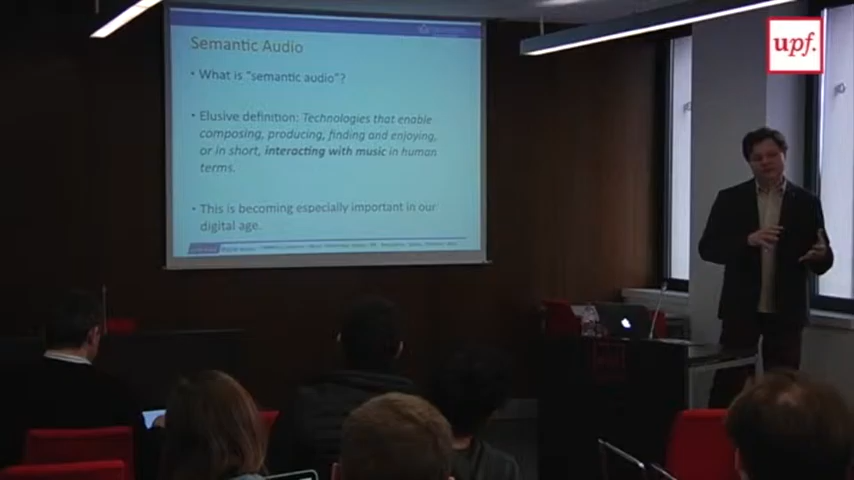 Semantic Audio
• What is "semantic audio"?
• Elusive definition: Technologies that enable
composing, producing, finding and enjoying,
or in short, interacting with music in human
terms.
• This is becoming especially important in our
digital age.
upf.